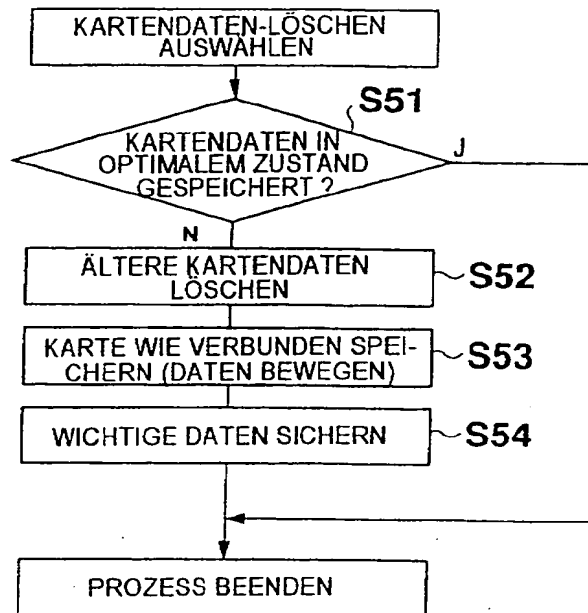 KARTENDATEN-LÖSCHEN
AUSWÄHLEN
S51
KARTENDATEN IN
OPTIMALEM ZUSTAND
GESPEICHERT ?
J
N
ÄLTERE KARTENDATEN
LÖSCHEN
S52
KARTE WIE VERBUNDEN SPEI-
CHERN (DATEN BEWEGEN)
S53
WICHTIGE DATEN SICHERN
S54
PROZESS BEENDEN